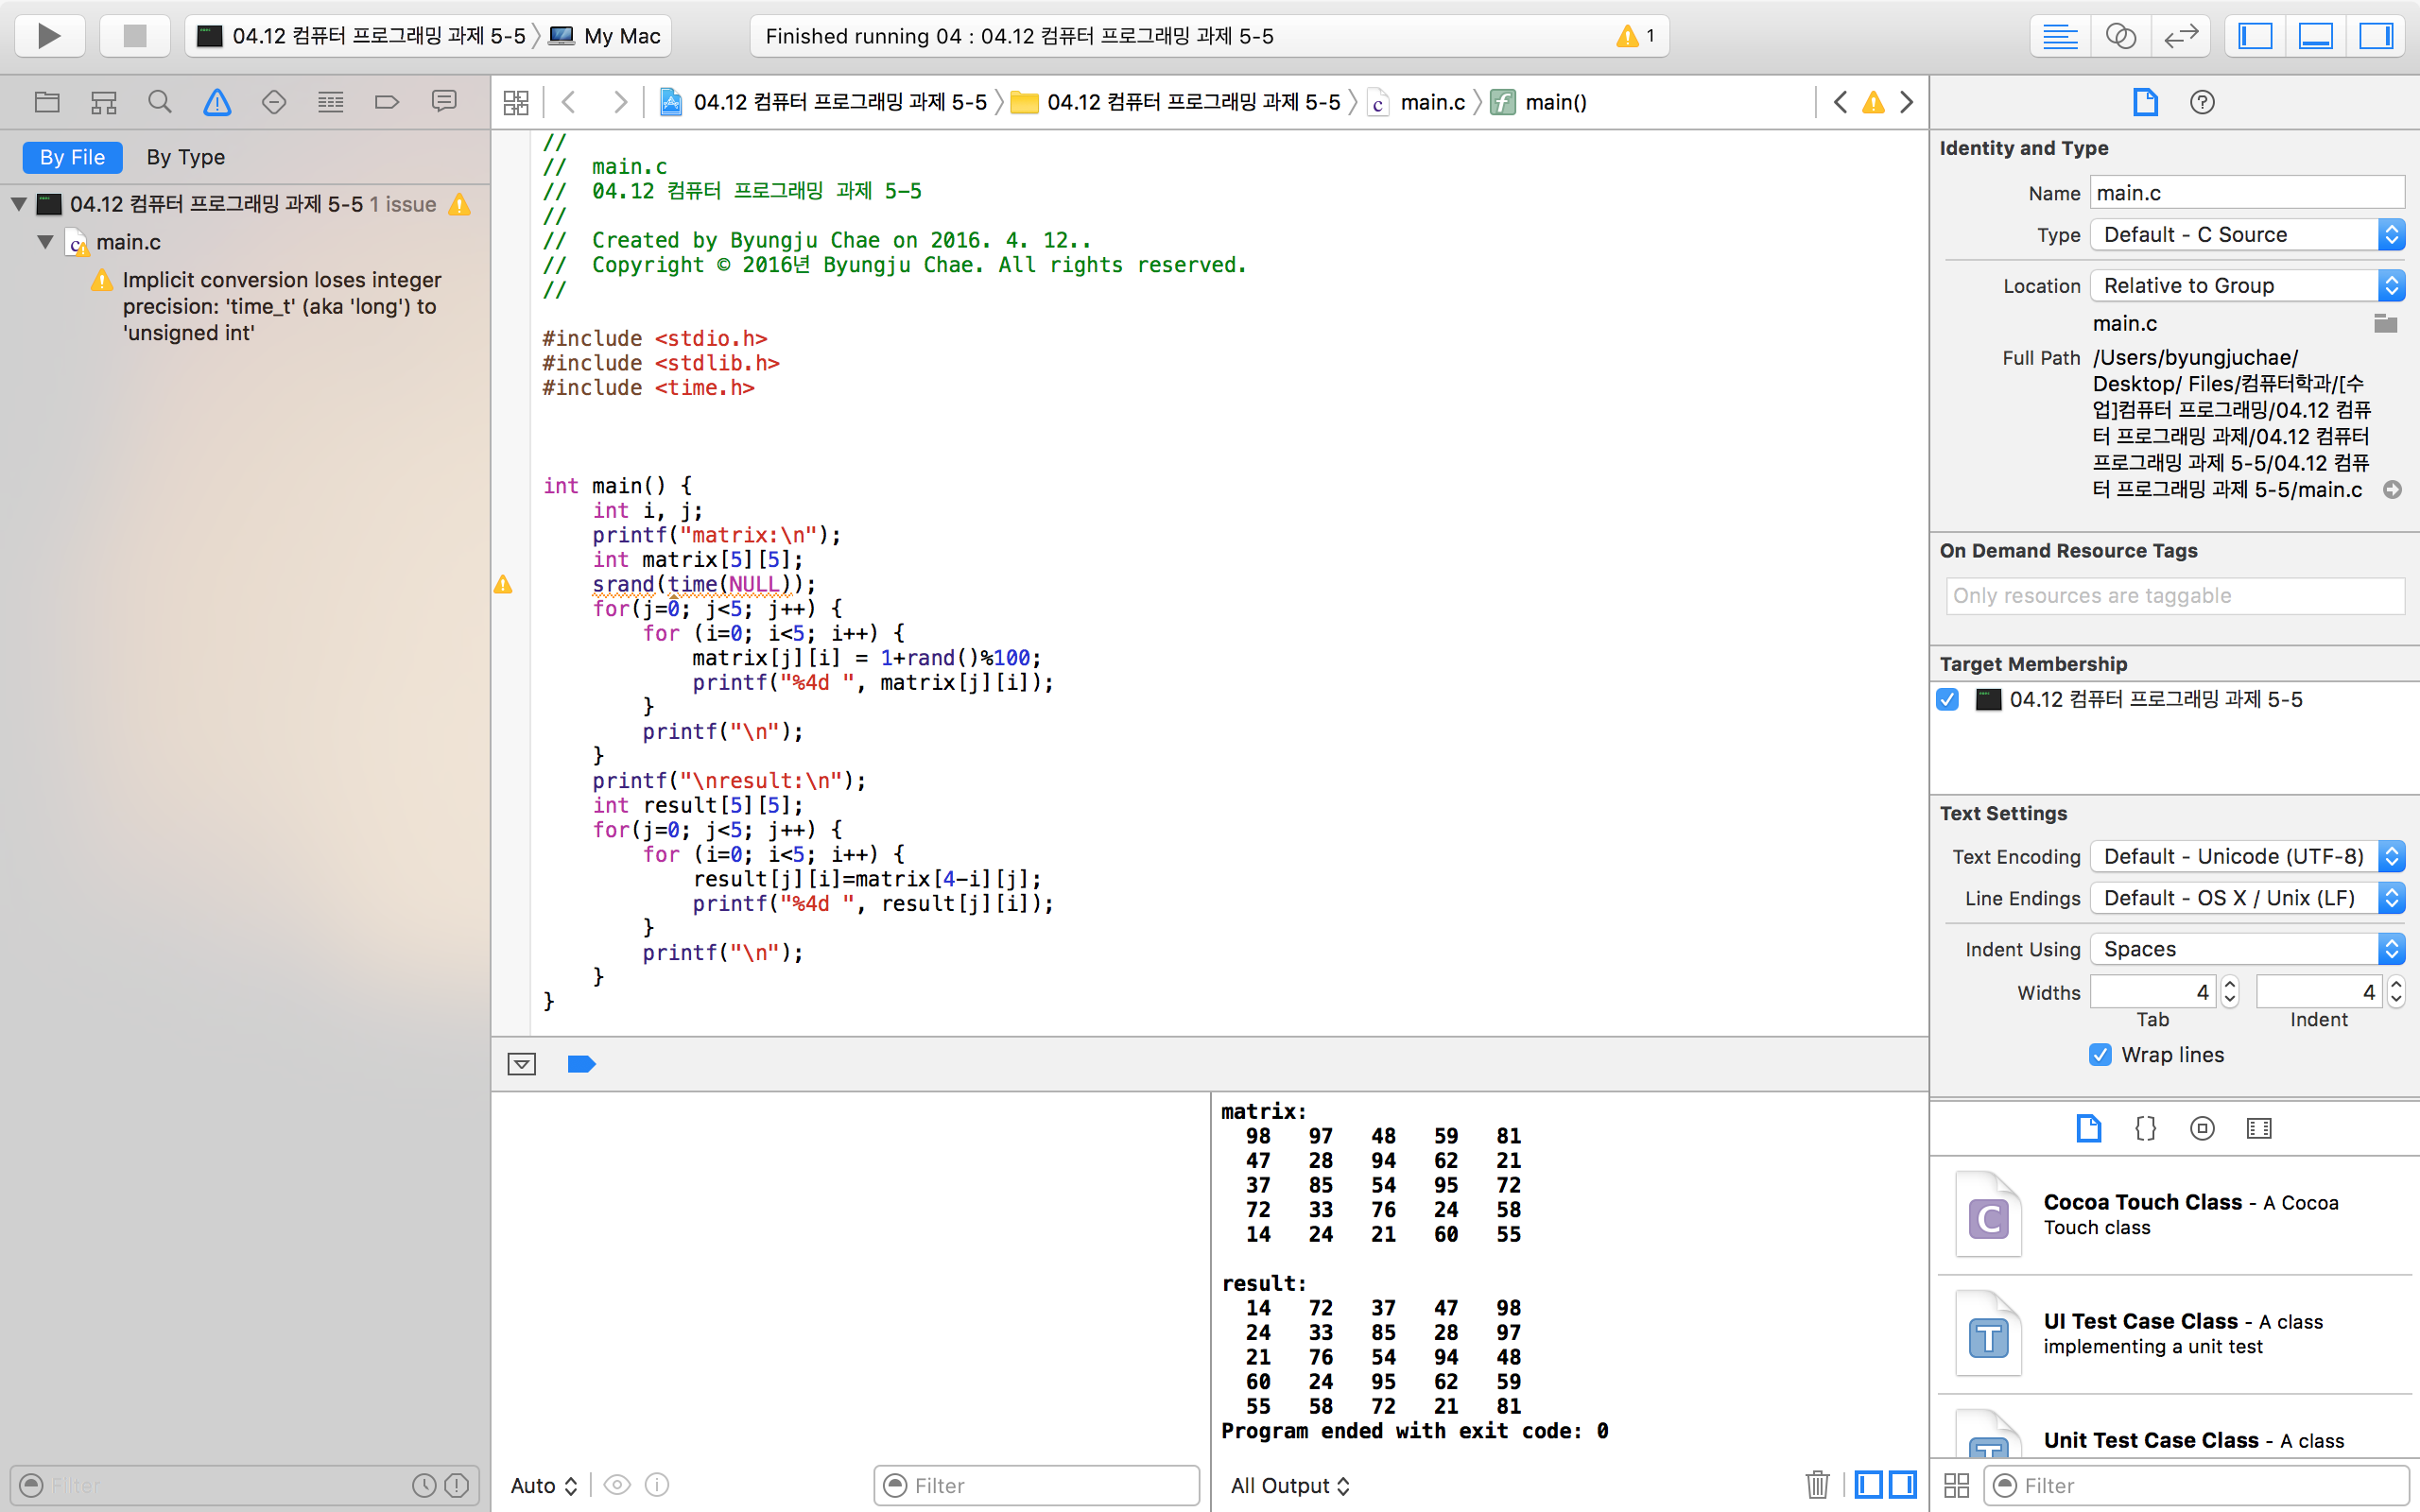 04.12 컴퓨터 프로그래밍 과제 5-5 My Mac
Finished running 04 : 04.12 컴퓨터 프로그래밍 과제 5-5
1
By File By Type
04.12 컴퓨터 프로그래밍 과제 5-5 1 issue
main.c
Implicit conversion loses integer
precision: 'time_t' (aka 'long') to
'unsigned int'
Filter
04.12 컴퓨터 프로그래밍 과제 5-5 04.12 컴퓨터 프로그래밍 과제 5-5 main.c main()
//
//  main.c
//  04.12 컴퓨터 프로그래밍 과제 5-5
//
//  Created by Byungju Chae on 2016. 4. 12..
//  Copyright © 2016년 Byungju Chae. All rights reserved.
//
#include <stdio.h>
#include <stdlib.h>
#include <time.h>
int main() {
    int i, j;
    printf("matrix:\n");
    int matrix[5][5];
    srand(time(NULL));
    for(j=0; j<5; j++) {
        for (i=0; i<5; i++) {
            matrix[j][i] = 1+rand()%100;
            printf("%4d ", matrix[j][i]);
        }
        printf("\n");
    }
    printf("\nresult:\n");
    int result[5][5];
    for(j=0; j<5; j++) {
        for (i=0; i<5; i++) {
            result[j][i]=matrix[4-i][j];
            printf("%4d ", result[j][i]);
        }
        printf("\n");
    }
}
Auto
Filter
matrix:
  98   97   48   59   81
  47   28   94   62   21
  37   85   54   95   72
  72   33   76   24   58
  14   24   21   60   55
result:
  14   72   37   47   98
  24   33   85   28   97
  21   76   54   94   48
  60   24   95   62   59
  55   58   72   21   81
Program ended with exit code: 0
All Output
Identity and Type
Name main.c
Type Default - C Source
Location Relative to Group
main.c
Full Path /Users/byungjuchae/
Desktop/ Files/컴퓨터학과/[수
업]컴퓨터 프로그래밍/04.12 컴퓨
터 프로그래밍 과제/04.12 컴퓨터
프로그래밍 과제 5-5/04.12 컴퓨
터 프로그래밍 과제 5-5/main.c
On Demand Resource Tags
Only resources are taggable
Target Membership
04.12 컴퓨터 프로그래밍 과제 5-5
Text Settings
Text Encoding Default - Unicode (UTF-8)
Line Endings Default - OS X / Unix (LF)
Indent Using Spaces
Widths 4 4
Tab Indent
Wrap lines
C
Cocoa Touch Class - A Cocoa
Touch class
T
UI Test Case Class - A class
implementing a unit test
T
Unit Test Case Class - A class
Filter